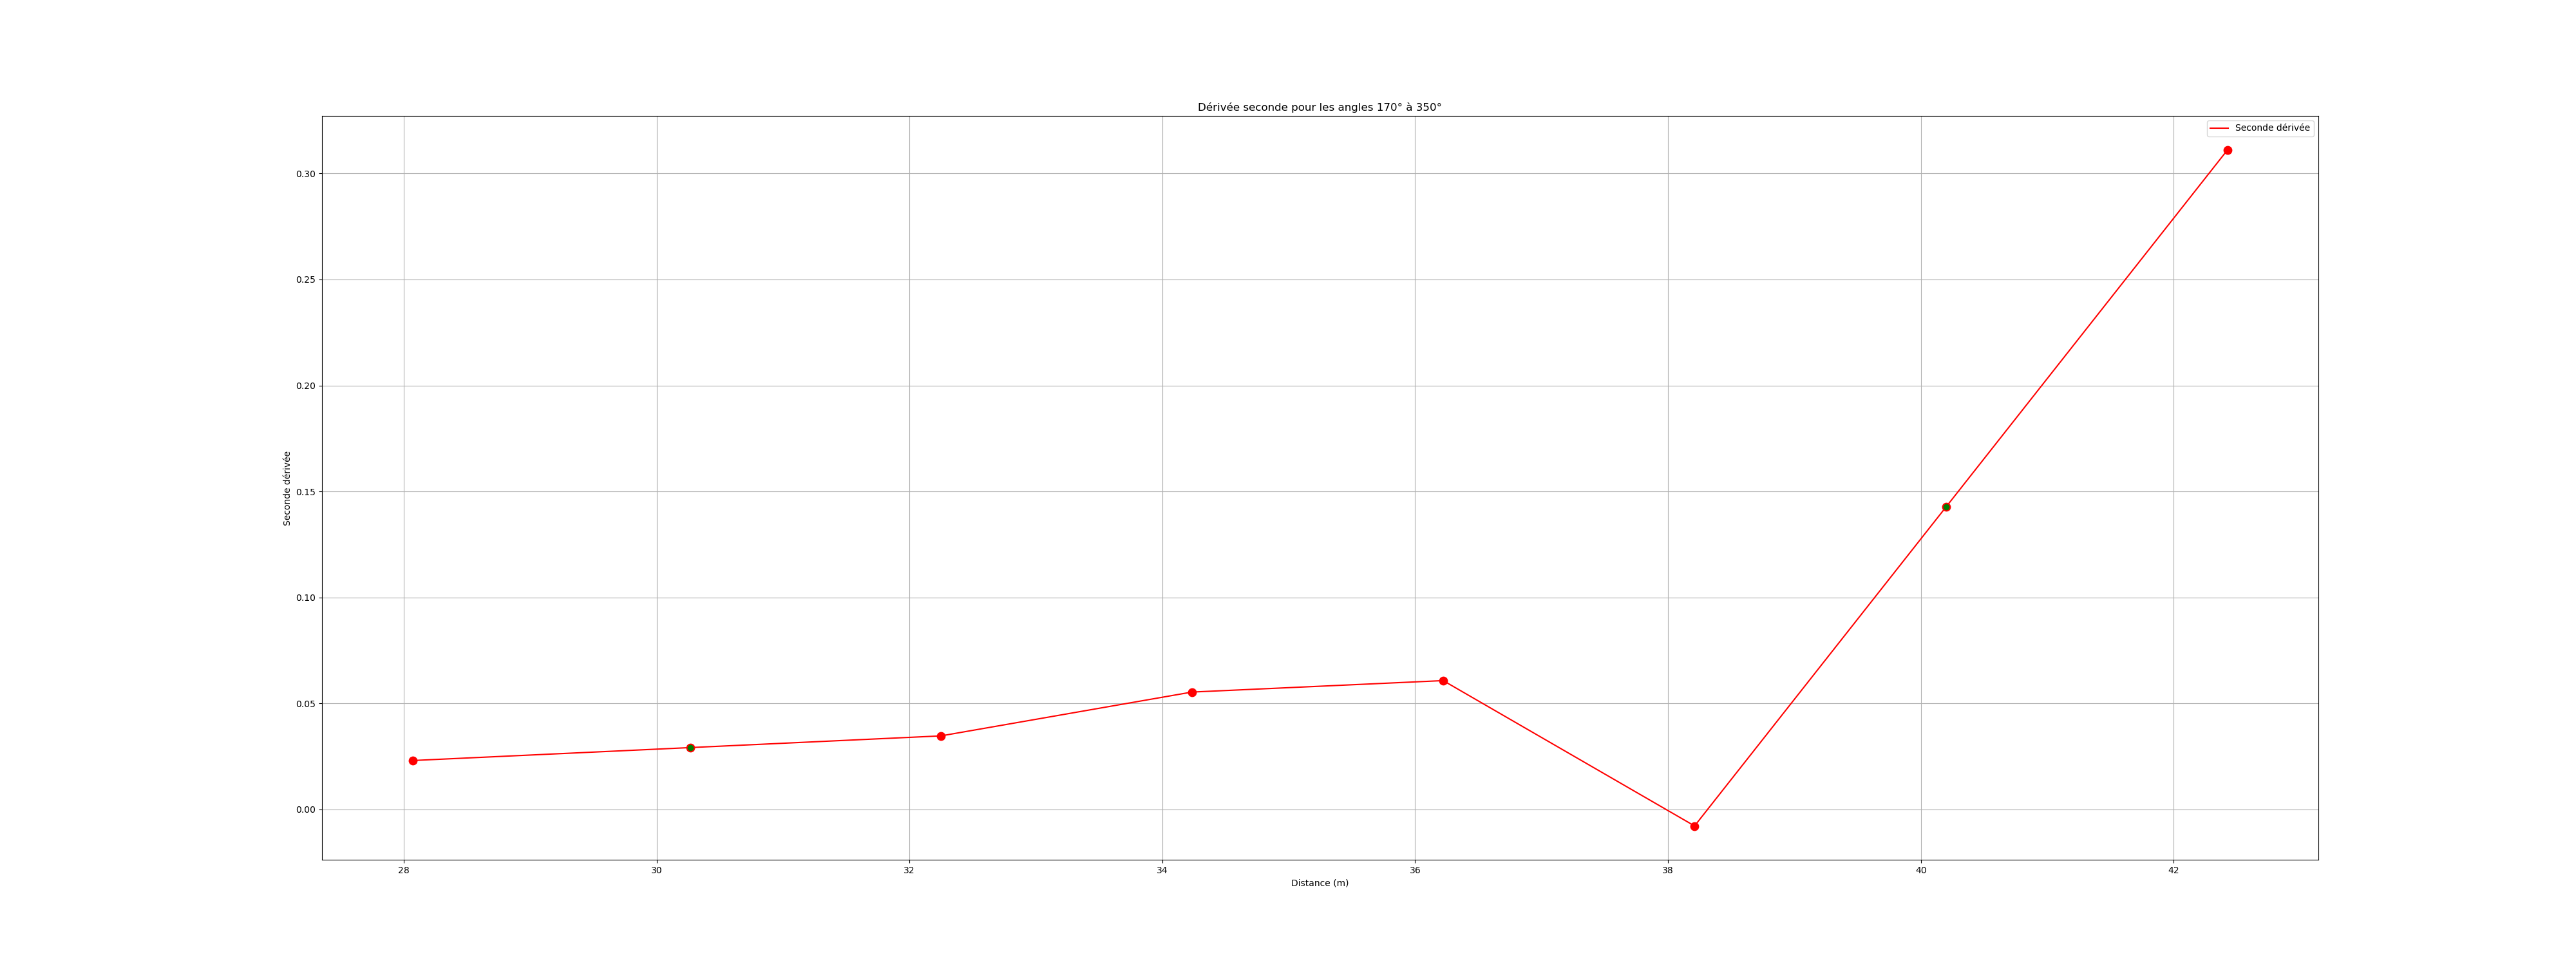 Dérivée seconde pour les angles 170° à 350°
Seconde dérivée
0.30
0.25
0.20
0.15
0.10
0.05
0.00
Seconde dérivée
28 30 32 34 36 38 40 42
Distance (m)